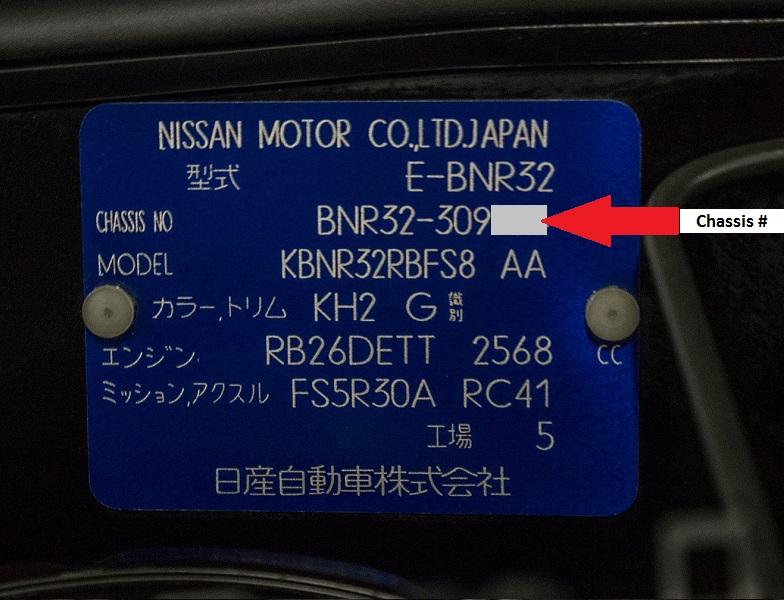 NISSAN MOTOR CO.,LTD.JAPAN
型式 E-BNR32
CHASSIS NO BNR32-309
Chassis #
MODEL KBNR32RBFS8 AA
カラー,トリム KH2 G 識別
エンジン RB26DETT 2568 CC
ミッション,アクスル FS5R30A RC41
工場 5
日産自動車株式会社